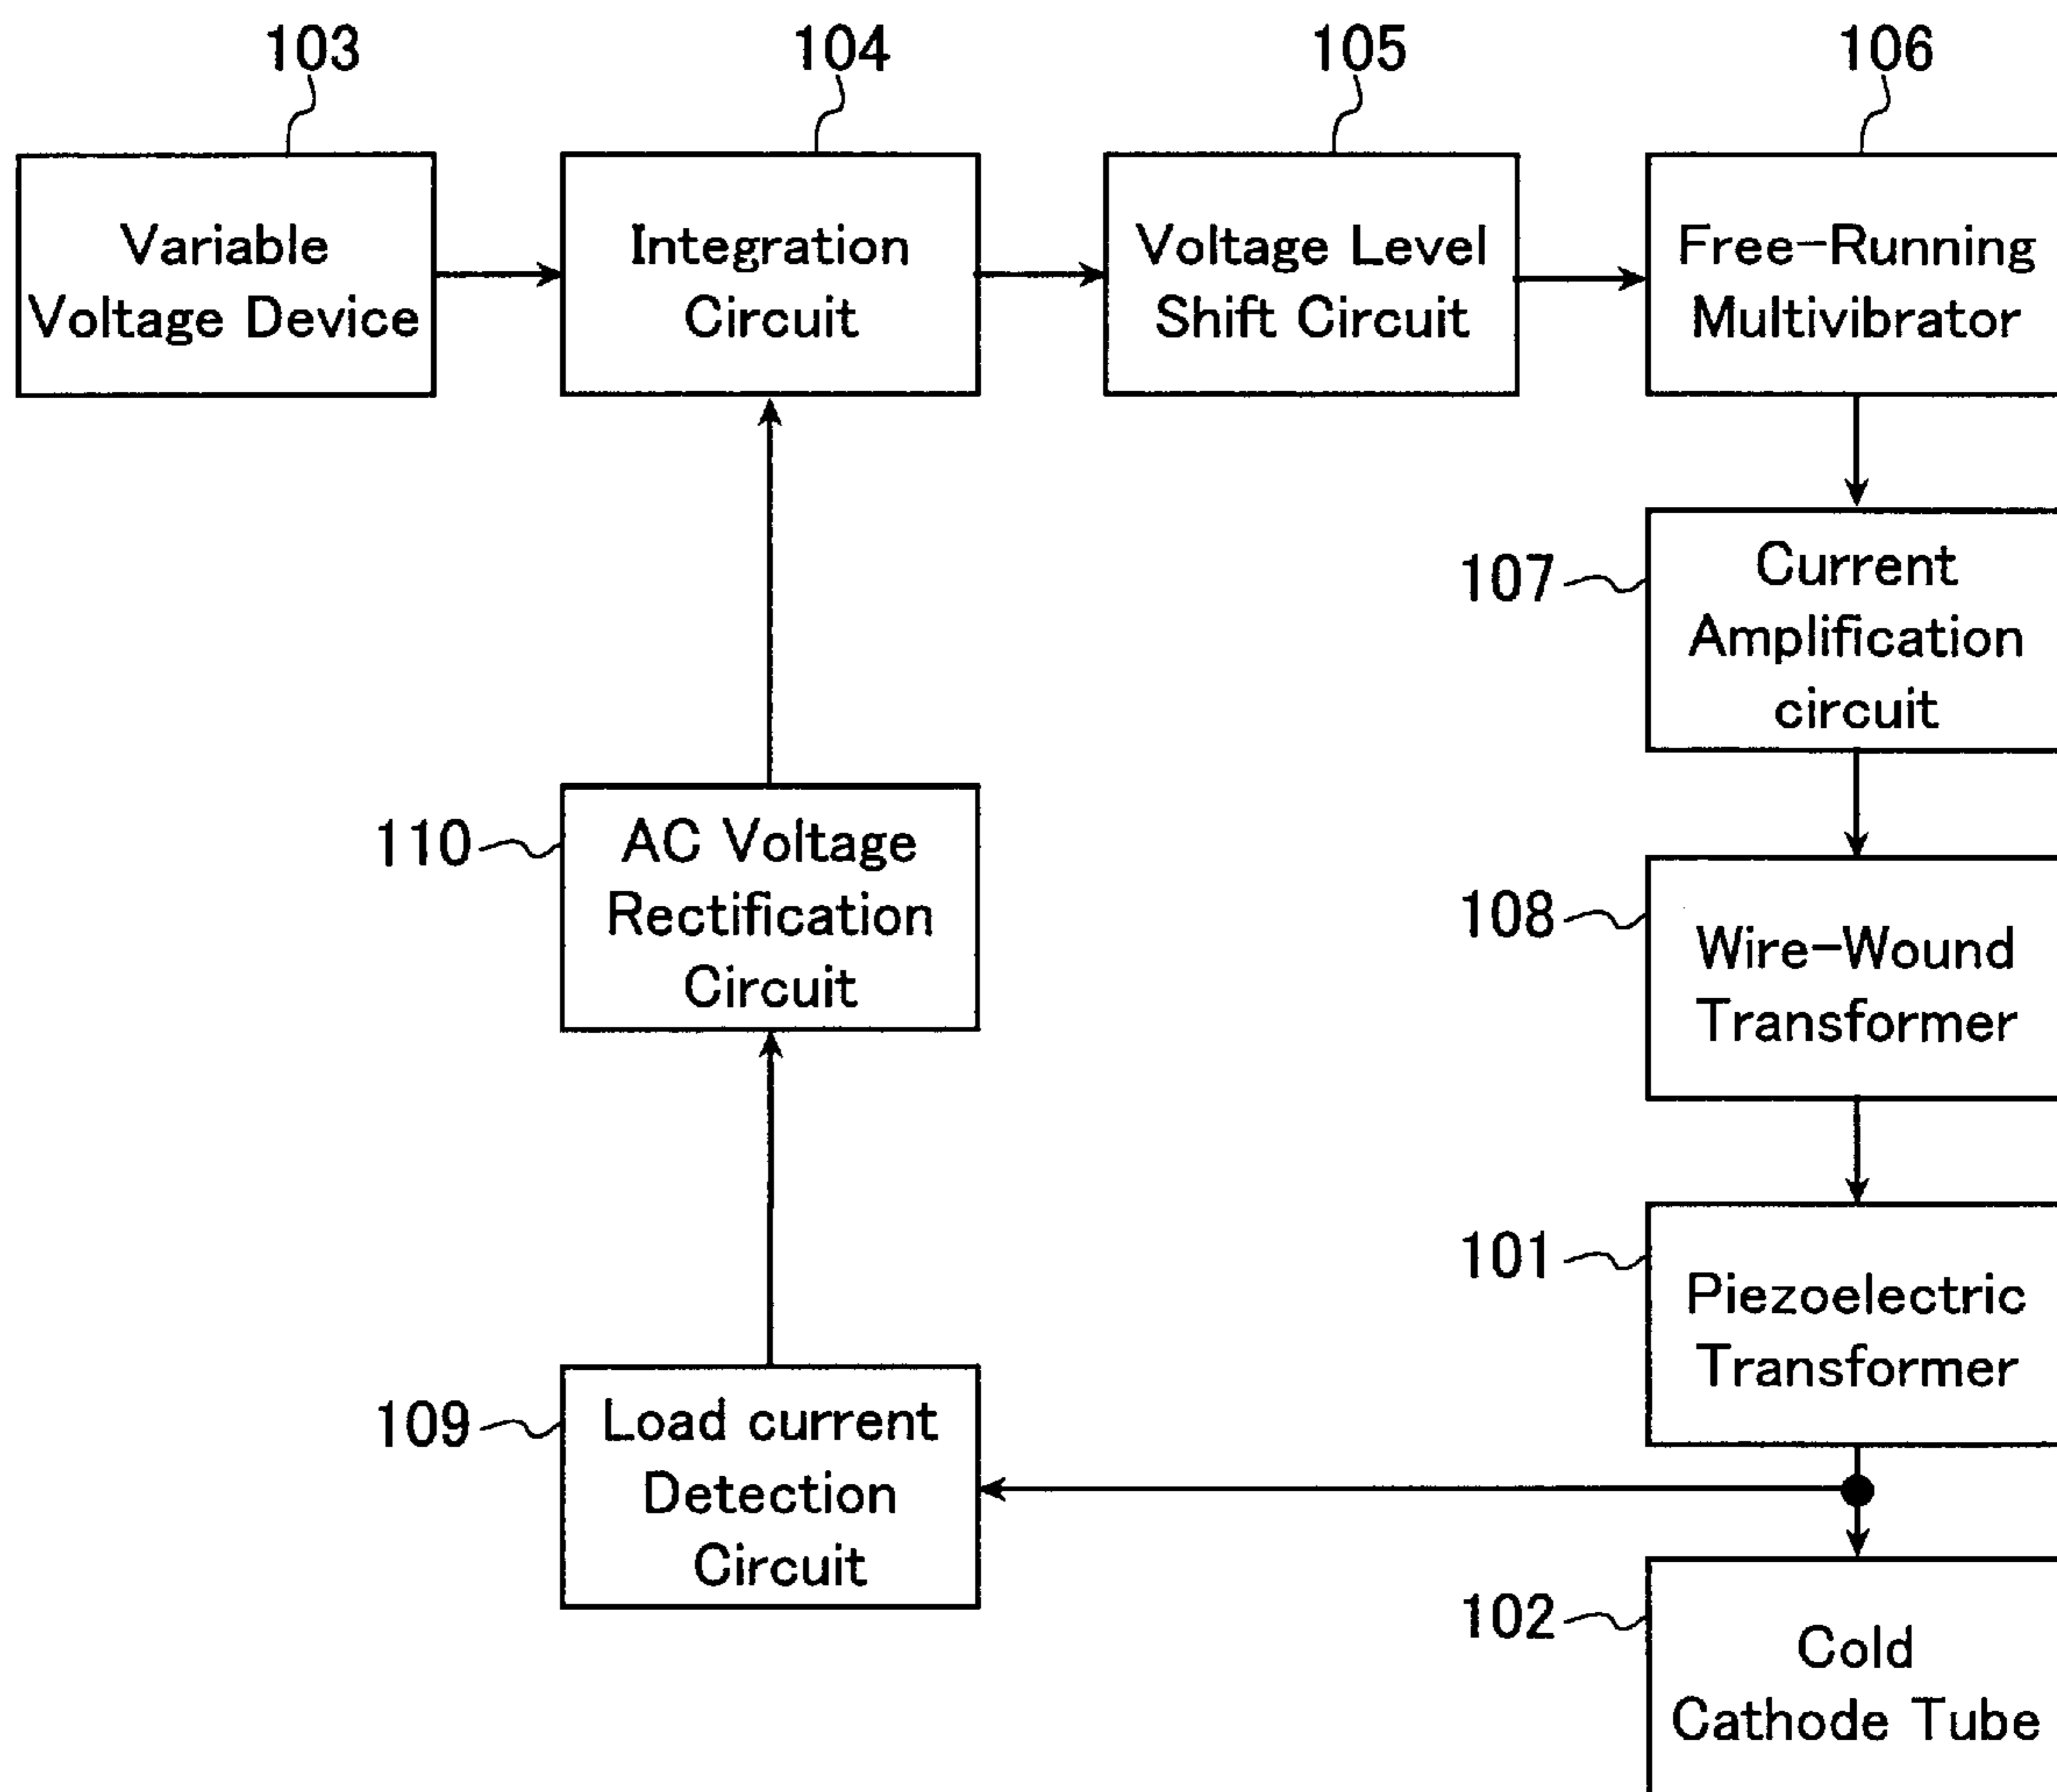 103
104
105
106
Variable
Voltage Device
Integration
Circuit
Voltage Level
Shift Circuit
Free-Running
Multivibrator
107
Current
Amplification
circuit
110
AC Voltage
Rectification
Circuit
108
Wire-Wound
Transformer
101
Piezoelectric
Transformer
109
Load current
Detection
Circuit
102
Cold
Cathode Tube